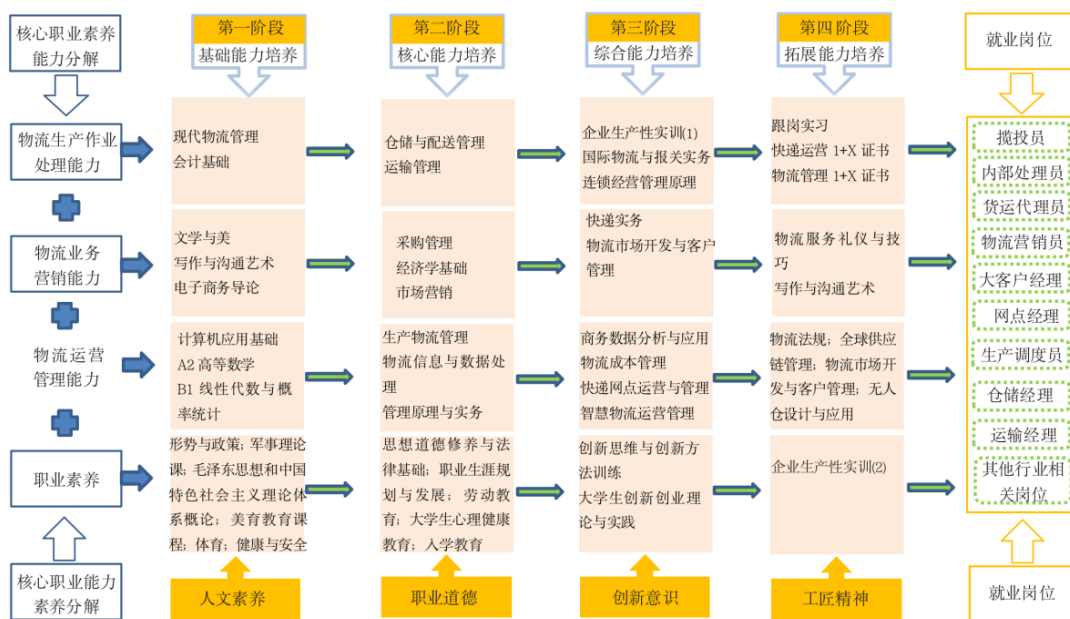 核心职业素养
能力分解
第一阶段
基础能力培养
第二阶段
核心能力培养
第三阶段
综合能力培养
第四阶段
拓展能力培养
就业岗位
物流生产作业
处理能力
现代物流管理
会计基础
仓储与配送管理
运输管理
企业生产性实训(1)
国际物流与报关实务
连锁经营管理原理
跟岗实习
快递运营 1+X 证书
物流管理 1+X 证书
物流业务
营销能力
文学与美
写作与沟通艺术
电子商务导论
采购管理
经济学基础
市场营销
快递实务
物流市场开发与客户
管理
物流服务礼仪与技
巧
写作与沟通艺术
物流运营
管理能力
计算机应用基础
A2 高等数学
B1 线性代数与概
率统计
生产物流管理
物流信息与数据处
理
管理原理与实务
商务数据分析与应用
物流成本管理
快递网点运营与管理
智慧物流运营管理
物流法规；全球供应
链管理；物流市场开
发与客户管理；无人
仓设计与应用
职业素养
形势与政策；军事理论
课；毛泽东思想和中国
特色社会主义理论体
系概论；美育教育课
程；体育；健康与安全
思想道德修养与法
律基础；职业生涯规
划与发展；劳动教
育；大学生心理健康
教育；入学教育
创新思维与创新方
法训练
大学生创新创业理
论与实践
企业生产性实训(2)
揽投员
内部处理员
货运代理员
物流营销员
大客户经理
网点经理
生产调度员
仓储经理
运输经理
其他行业相
关岗位
核心职业能力
素养分解
人文素养
职业道德
创新意识
工匠精神
就业岗位